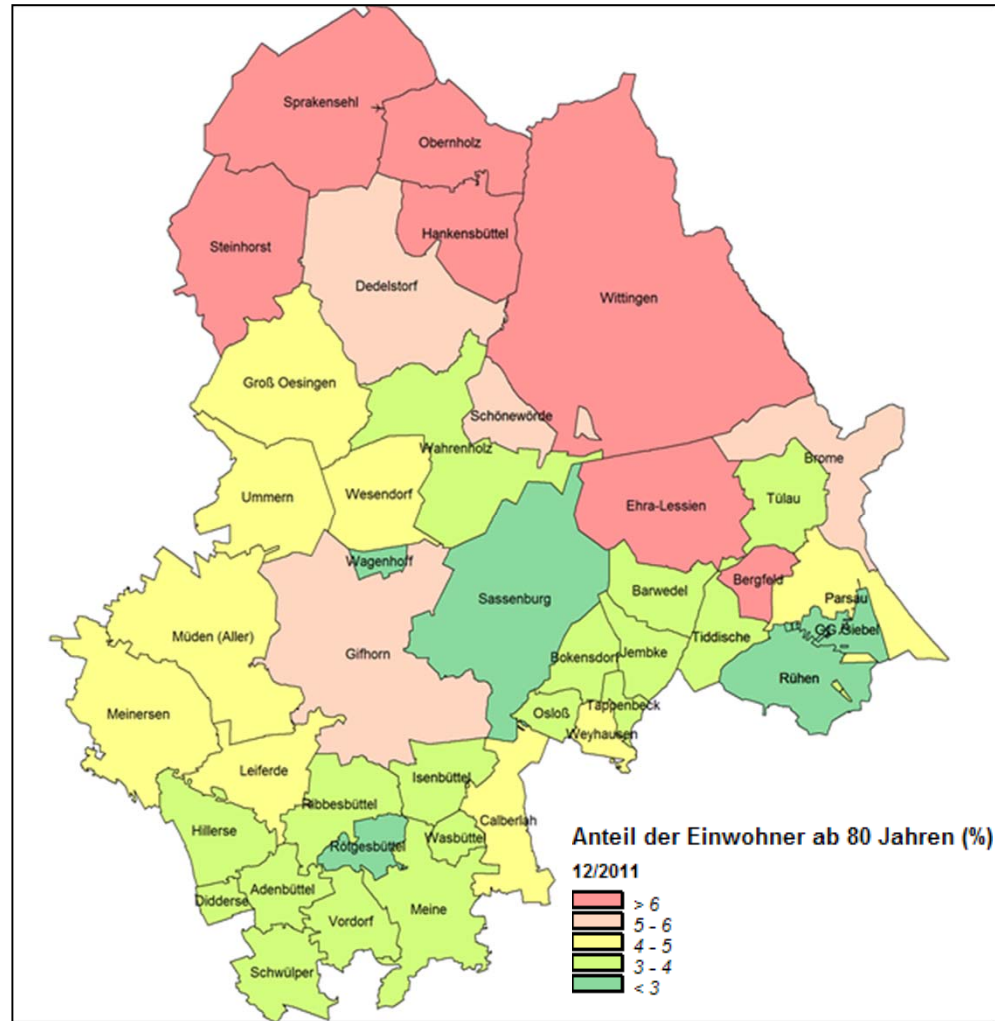 Sprakensehl
Obernholz
Steinhorst
Hankensbüttel
Dedelstorf
Wittingen
Groß Oesingen
Schönewörde
Wahrenholz
Brome
Ummern
Wesendorf
Tülau
Ehra-Lessien
Wagenhoff
Bergfeld
Barwedel
Sassenburg
Parsau
Müden (Aller)
GG Giebel
Tiddische
Gifhorn
Bokensdorf
Jembke
Rühen
Meinersen
Osloß
Tappenbeck
Weyhausen
Leiferde
Isenbüttel
Ribbesbüttel
Calberlah
Hillerse
Wasbüttel
Rötgesbüttel
Adenbüttel
Didderse
Meine
Vordorf
Schwülper
Anteil der Einwohner ab 80 Jahren (%)
12/2011
> 6
5 - 6
4 - 5
3 - 4
< 3